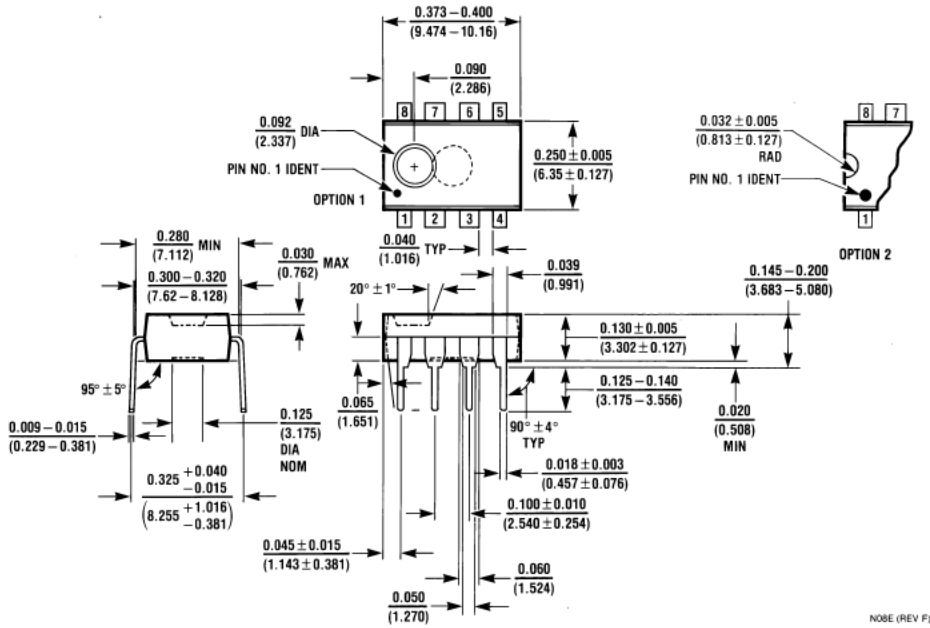 0.373 – 0.400
(9.474 – 10.16)
0.090
(2.286)
8 7 6 5
0.092 DIA
(2.337)
PIN NO. 1 IDENT
OPTION 1
+
0.250 ± 0.005
(6.35 ± 0.127)
1 2 3 4
8 7
0.032 ± 0.005
(0.813 ± 0.127)
RAD
PIN NO. 1 IDENT
1
OPTION 2
0.280 MIN
(7.112)
0.300 – 0.320
(7.62 – 8.128)
0.030 MAX
(0.762)
0.040 TYP
(1.016)
0.039
(0.991)
20° ± 1°
0.145 – 0.200
(3.683 – 5.080)
0.130 ± 0.005
(3.302 ± 0.127)
0.125 – 0.140
(3.175 – 3.556)
0.020
(0.508)
MIN
95° ± 5°
0.009 – 0.015
(0.229 – 0.381)
0.125
(3.175)
DIA
NOM
0.065
(1.651)
90° ± 4°
TYP
0.018 ± 0.003
(0.457 ± 0.076)
0.325 +0.040
–0.015
(8.255 +1.016
–0.381)
0.100 ± 0.010
(2.540 ± 0.254)
0.045 ± 0.015
(1.143 ± 0.381)
0.060
(1.524)
0.050
(1.270)
N08E (REV F)